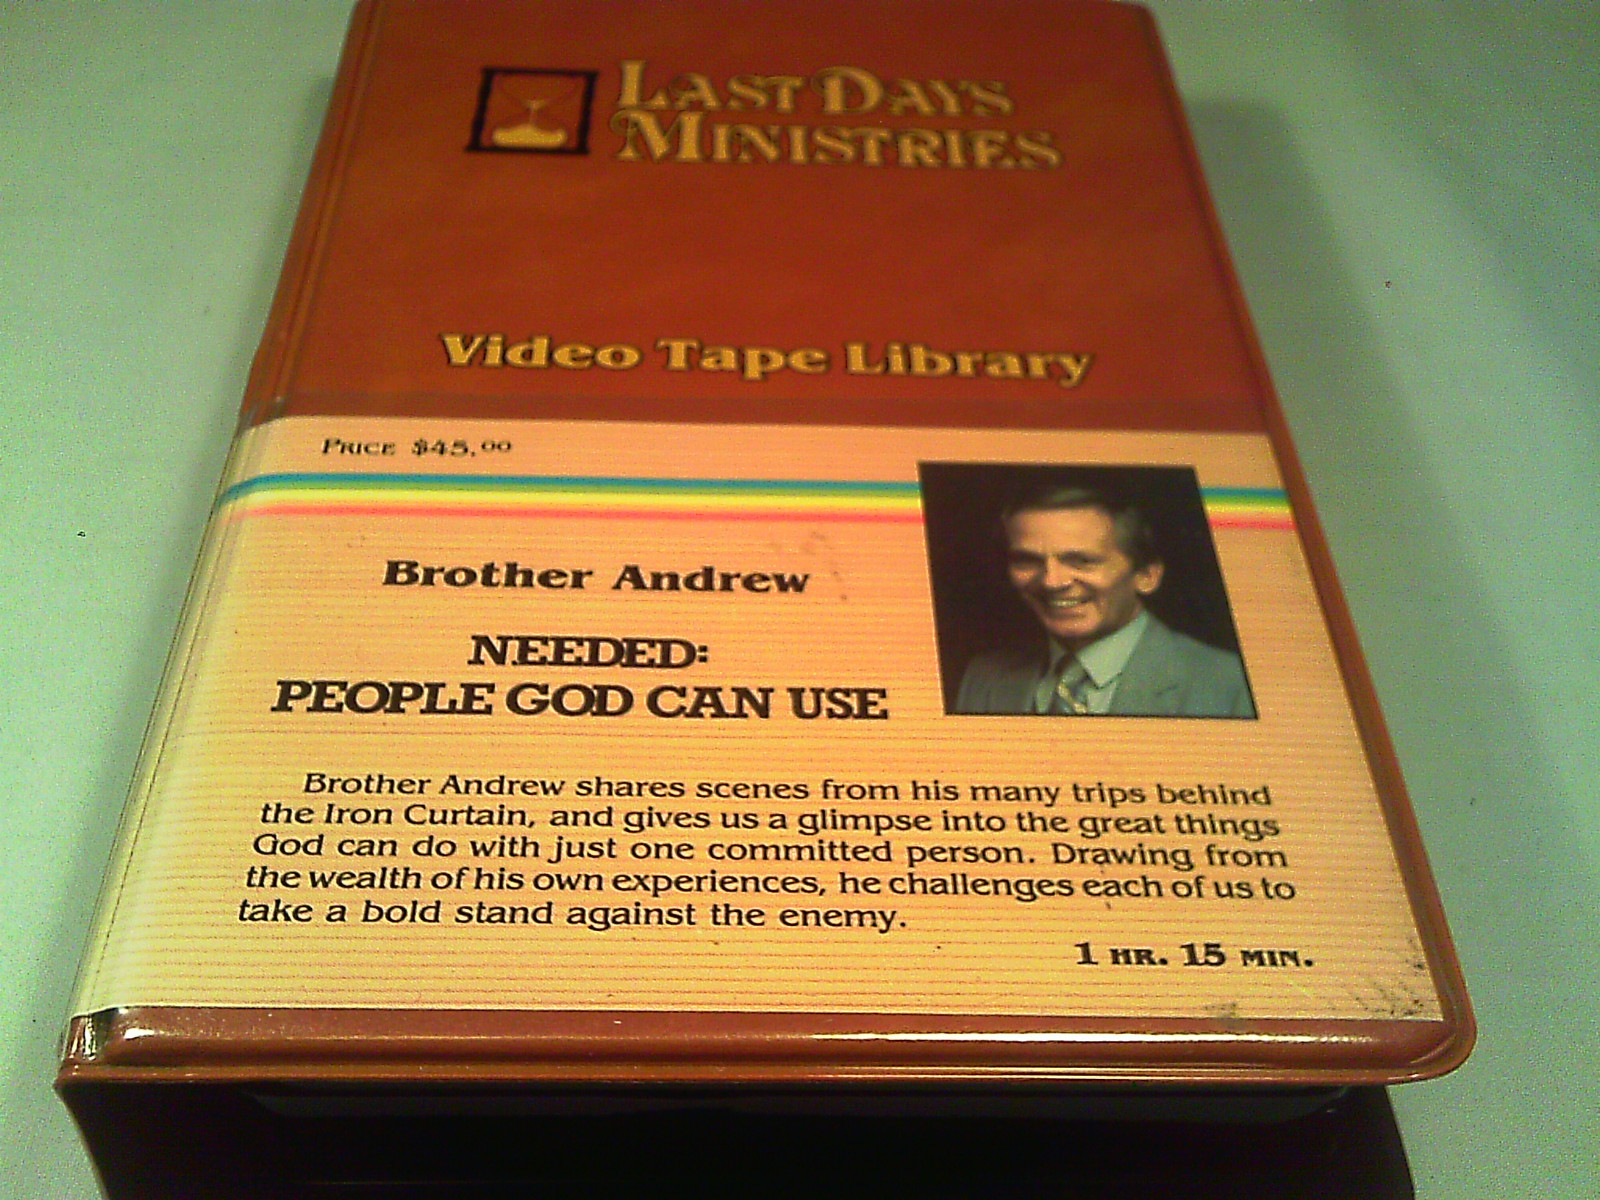 LAST DAYS
MINISTRIES
Video Tape Library
PRICE $45.00
Brother Andrew
NEEDED:
PEOPLE GOD CAN USE
Brother Andrew shares scenes from his many trips behind
the Iron Curtain, and gives us a glimpse into the great things
God can do with just one committed person. Drawing from
the wealth of his own experiences, he challenges each of us to
take a bold stand against the enemy.
1 HR. 15 MIN.